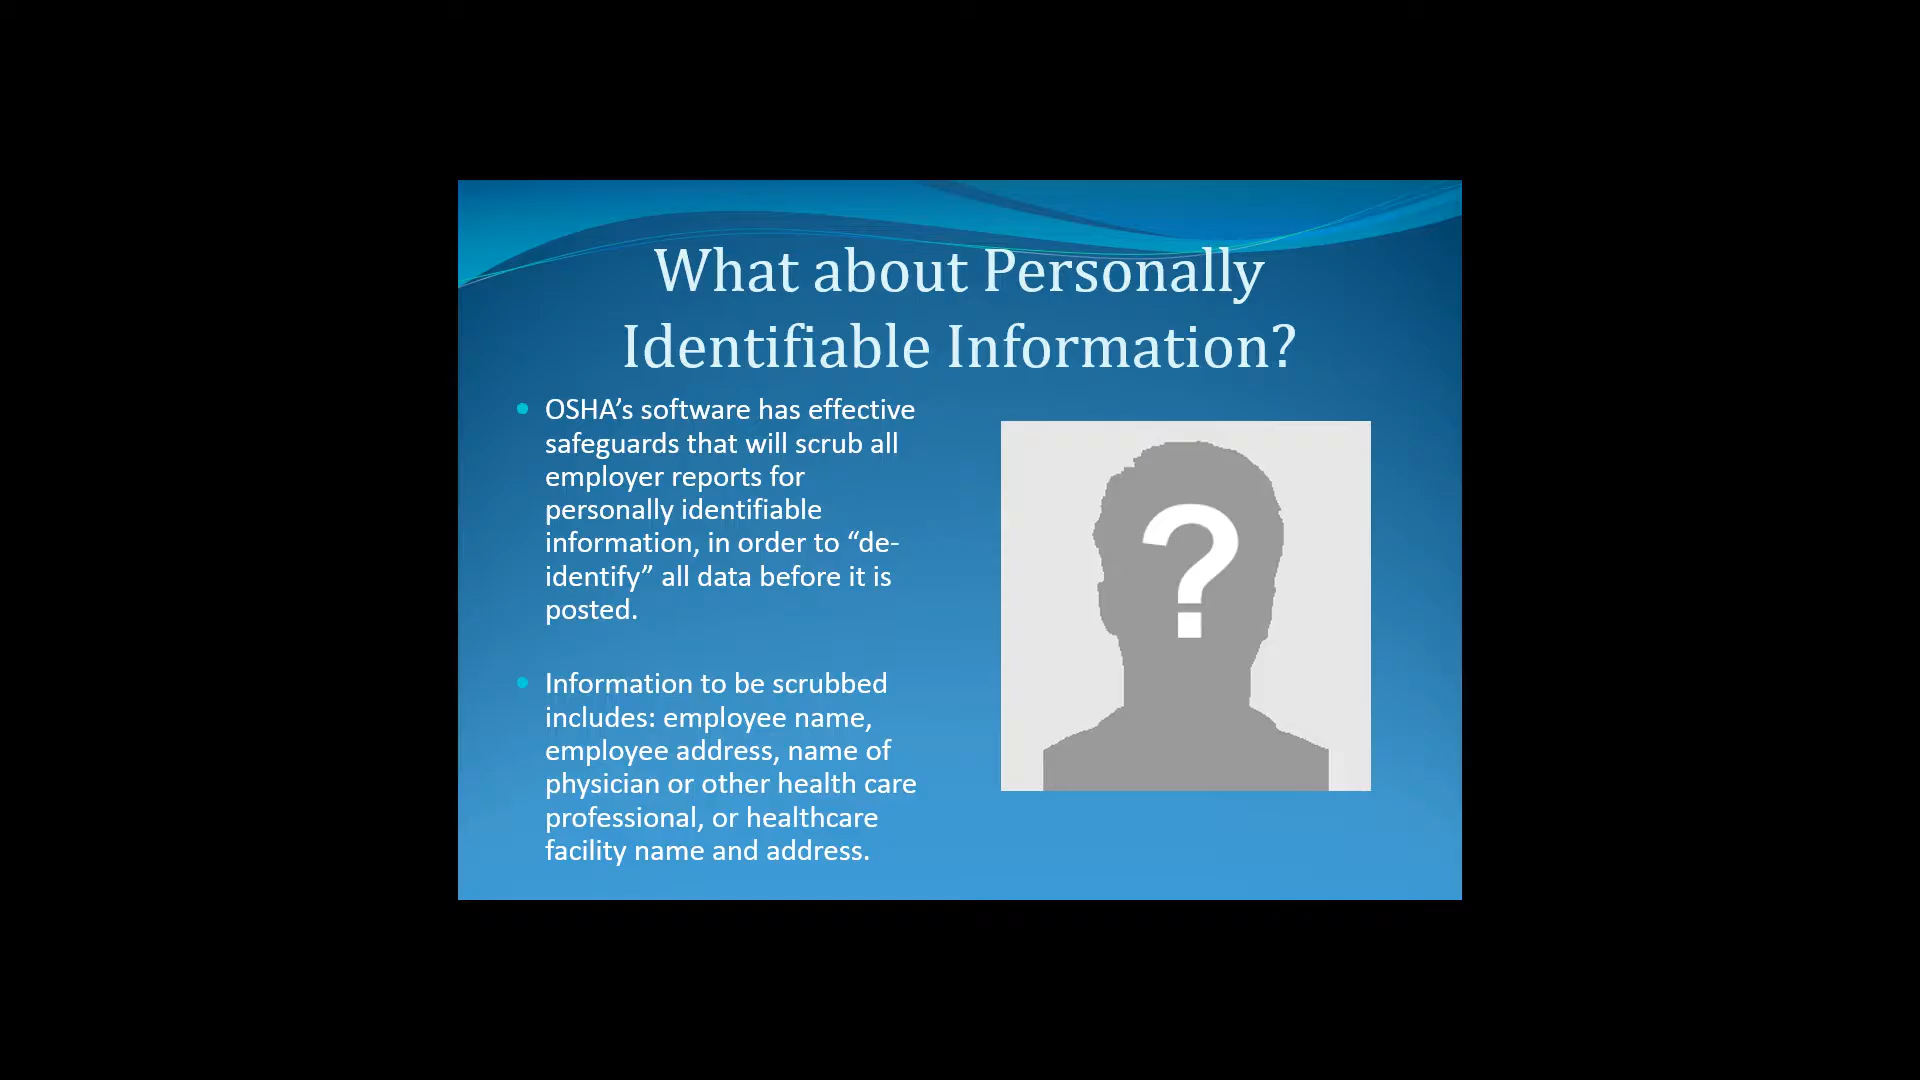 What about Personally
Identifiable Information?
• OSHA’s software has effective
safeguards that will scrub all
employer reports for
personally identifiable
information, in order to “de-
identify” all data before it is
posted.
• Information to be scrubbed
includes: employee name,
employee address, name of
physician or other health care
professional, or healthcare
facility name and address.
?